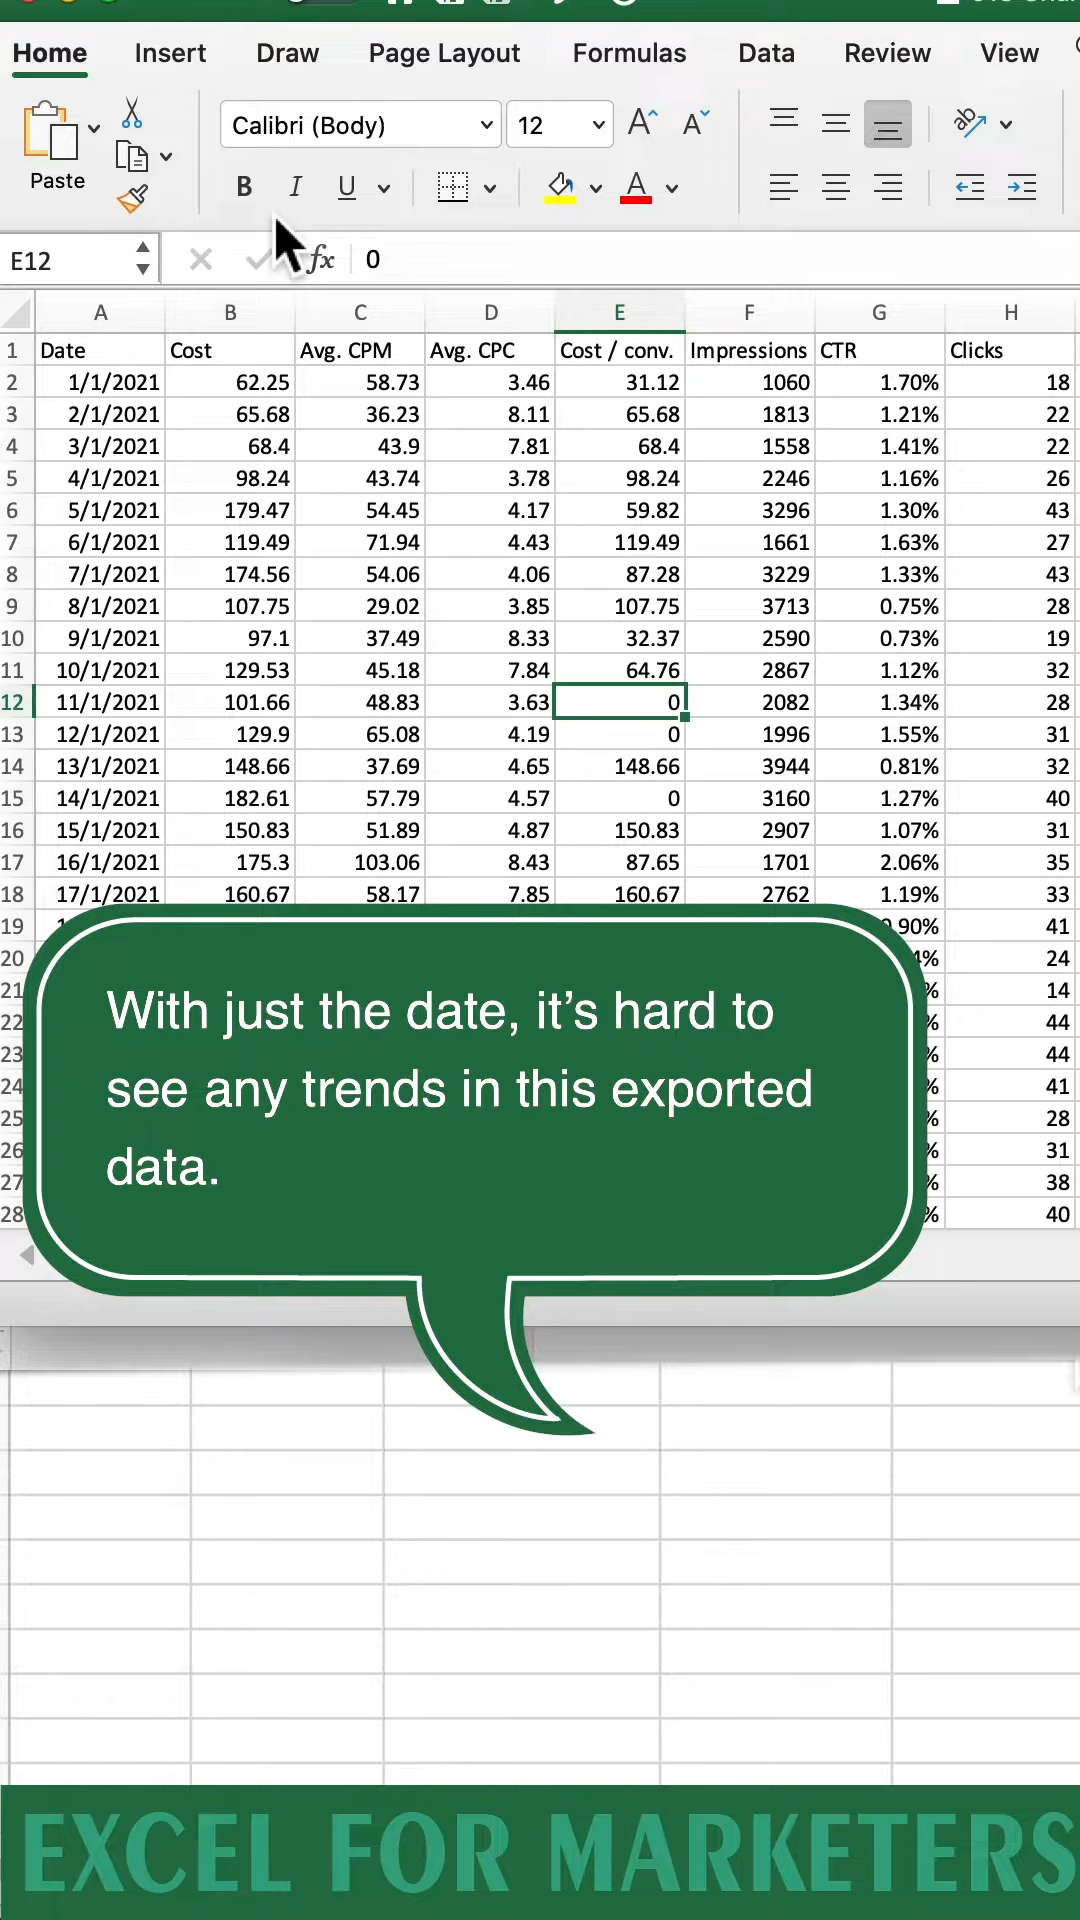 Home Insert Draw Page Layout Formulas Data Review View
Calibri (Body) 12 A A
Paste B I U A
E12 fx 0
A B C D E F G H
1 Date Cost Avg. CPM Avg. CPC Cost / conv. Impressions CTR Clicks
2 1/1/2021 62.25 58.73 3.46 31.12 1060 1.70% 18
3 2/1/2021 65.68 36.23 8.11 65.68 1813 1.21% 22
4 3/1/2021 68.4 43.9 7.81 68.4 1558 1.41% 22
5 4/1/2021 98.24 43.74 3.78 98.24 2246 1.16% 26
6 5/1/2021 179.47 54.45 4.17 59.82 3296 1.30% 43
7 6/1/2021 119.49 71.94 4.43 119.49 1661 1.63% 27
8 7/1/2021 174.56 54.06 4.06 87.28 3229 1.33% 43
9 8/1/2021 107.75 29.02 3.85 107.75 3713 0.75% 28
10 9/1/2021 97.1 37.49 8.33 32.37 2590 0.73% 19
11 10/1/2021 129.53 45.18 7.84 64.76 2867 1.12% 32
12 11/1/2021 101.66 48.83 3.63 0 2082 1.34% 28
13 12/1/2021 129.9 65.08 4.19 0 1996 1.55% 31
14 13/1/2021 148.66 37.69 4.65 148.66 3944 0.81% 32
15 14/1/2021 182.61 57.79 4.57 0 3160 1.27% 40
16 15/1/2021 150.83 51.89 4.87 150.83 2907 1.07% 31
17 16/1/2021 175.3 103.06 8.43 87.65 1701 2.06% 35
18 17/1/2021 160.67 58.17 7.85 160.67 2762 1.19% 33
19 .90% 41
20 % 24
21 % 14
22 % 44
23 % 44
24 % 41
25 % 28
26 % 31
27 % 38
28 % 40
With just the date, it's hard to
see any trends in this exported
data.
EXCEL FOR MARKETERS